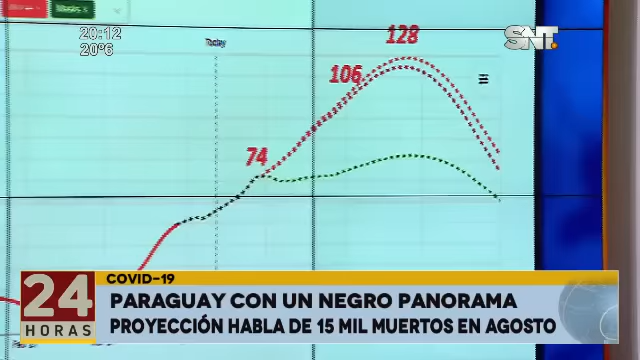 20:12
20°6
Today
128
SNT.
106
74
COVID-19
24
HORAS
PARAGUAY CON UN NEGRO PANORAMA
PROYECCIÓN HABLA DE 15 MIL MUERTOS EN AGOSTO